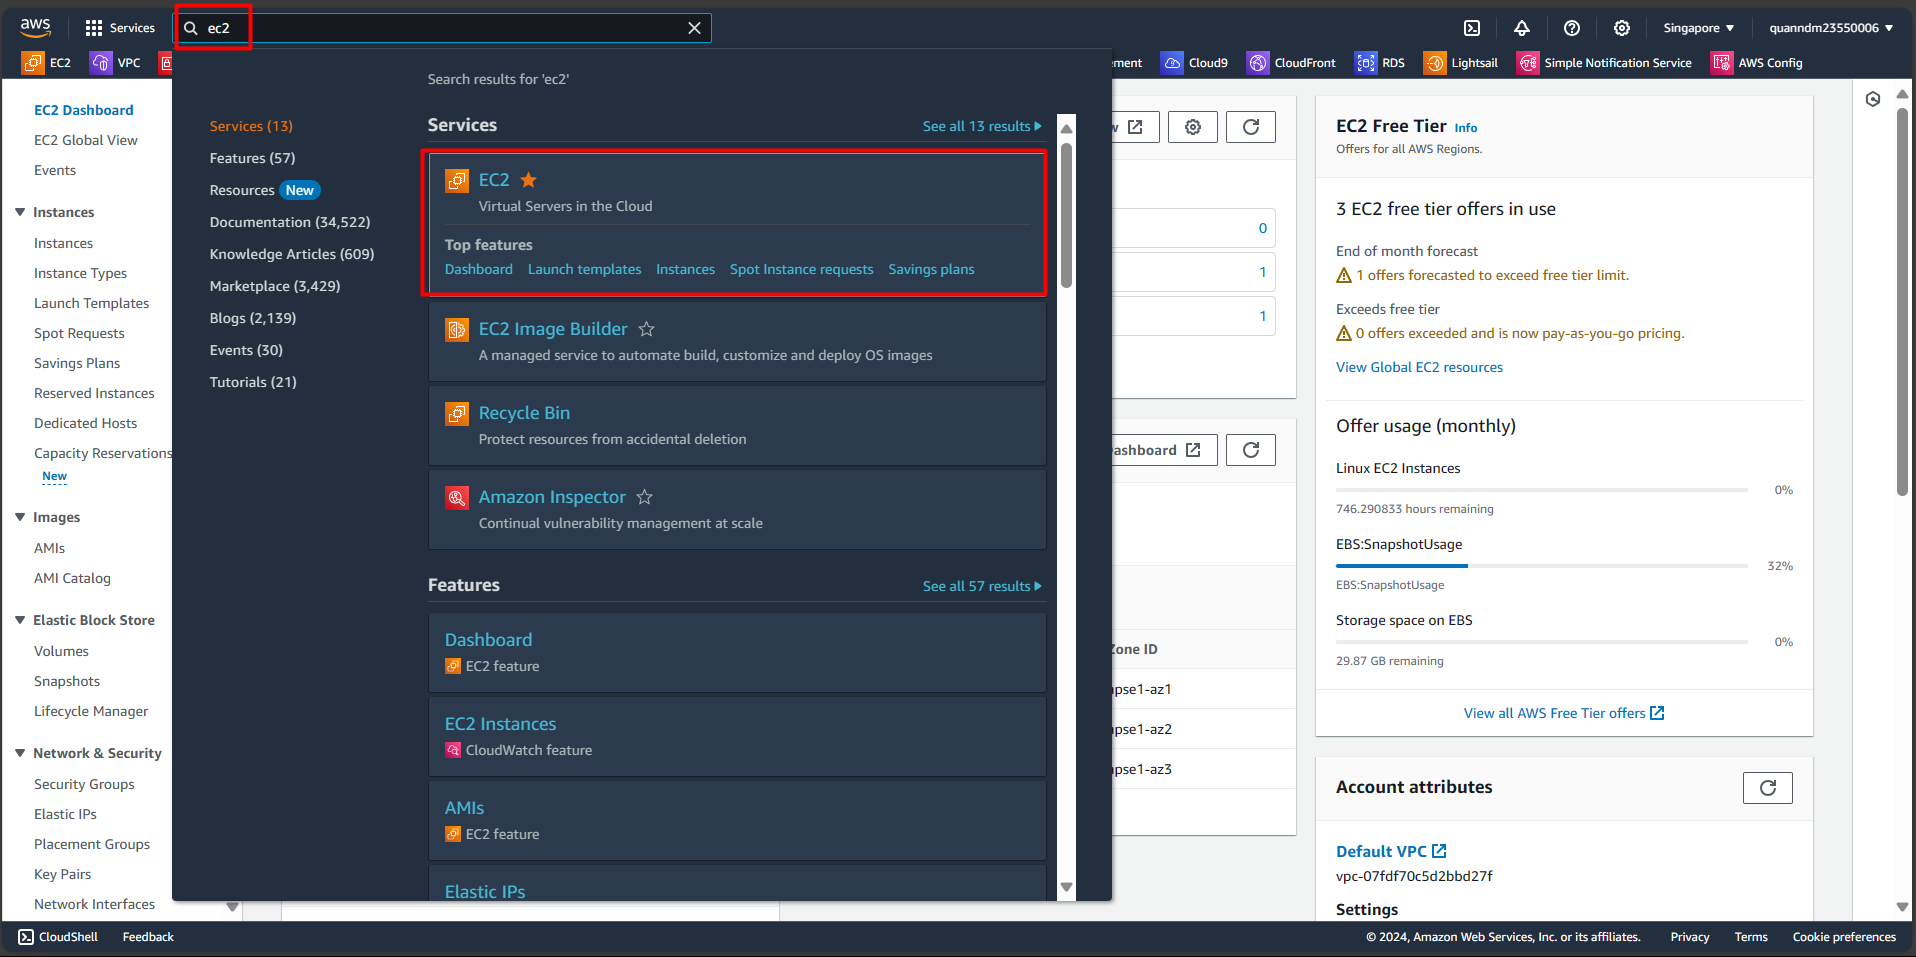 aws
Services
ec2
Singapore
quanndm23550006
EC2
VPC
ement
Cloud9
CloudFront
RDS
Lightsail
Simple Notification Service
AWS Config
EC2 Dashboard
EC2 Global View
Events
Instances
Instances
Instance Types
Launch Templates
Spot Requests
Savings Plans
Reserved Instances
Dedicated Hosts
Capacity Reservations
New
Images
AMIs
AMI Catalog
Elastic Block Store
Volumes
Snapshots
Lifecycle Manager
Network & Security
Security Groups
Elastic IPs
Placement Groups
Key Pairs
Network Interfaces
Search results for 'ec2'
Services (13)
Features (57)
Resources New
Documentation (34,522)
Knowledge Articles (609)
Marketplace (3,429)
Blogs (2,139)
Events (30)
Tutorials (21)
Services
See all 13 results
EC2
Virtual Servers in the Cloud
Top features
Dashboard Launch templates Instances Spot Instance requests Savings plans
EC2 Image Builder
A managed service to automate build, customize and deploy OS images
Recycle Bin
Protect resources from accidental deletion
Amazon Inspector
Continual vulnerability management at scale
Features
See all 57 results
Dashboard
EC2 feature
EC2 Instances
CloudWatch feature
AMIs
EC2 feature
Elastic IPs
w
0
1
1
ashboard
Zone ID
apse1-az1
apse1-az2
apse1-az3
EC2 Free Tier Info
Offers for all AWS Regions.
3 EC2 free tier offers in use
End of month forecast
1 offers forecasted to exceed free tier limit.
Exceeds free tier
0 offers exceeded and is now pay-as-you-go pricing.
View Global EC2 resources
Offer usage (monthly)
Linux EC2 Instances
0%
746.290833 hours remaining
EBS:SnapshotUsage
32%
EBS:SnapshotUsage
Storage space on EBS
0%
29.87 GB remaining
View all AWS Free Tier offers
Account attributes
Default VPC
vpc-07fdf70c5d2bbd27f
Settings
CloudShell
Feedback
© 2024, Amazon Web Services, Inc. or its affiliates.
Privacy
Terms
Cookie preferences